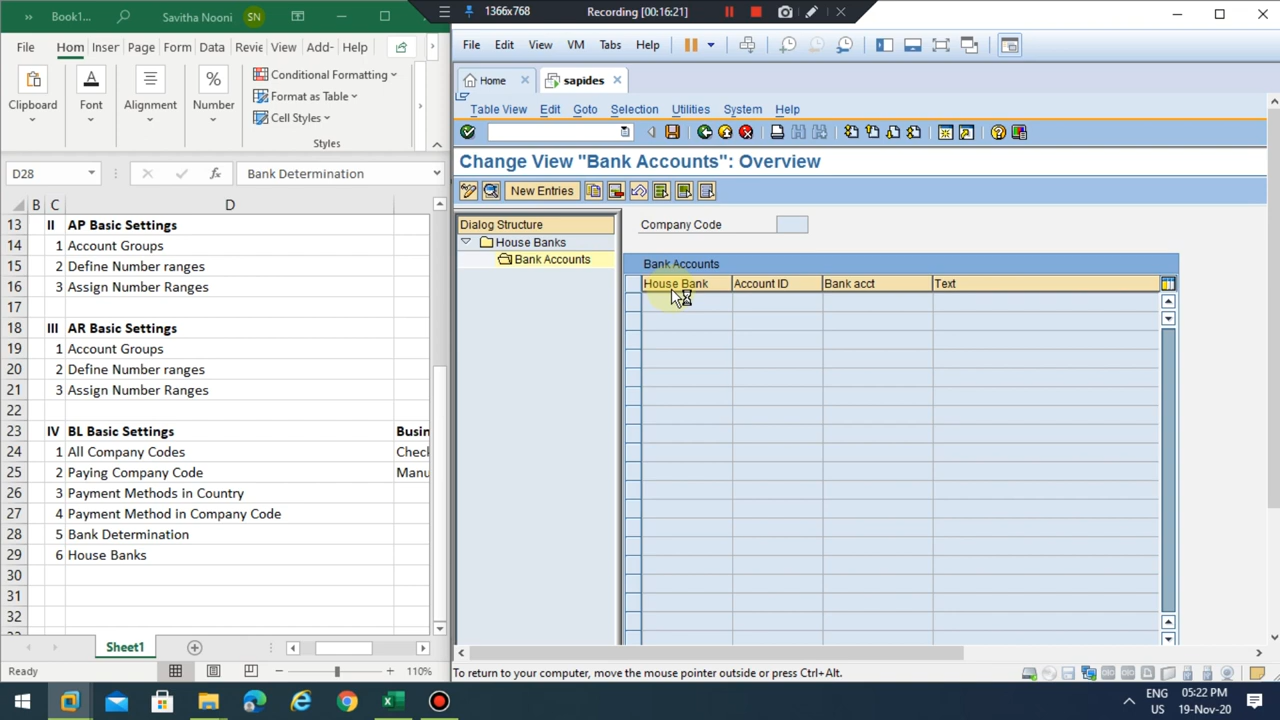 Book1...
Savitha Nooni
SN
1366x768
Recording [00:16:21]
File
Hom
Inser
Page
Form
Data
Revie
View
Add-
Help
File
Edit
View
VM
Tabs
Help
Clipboard
Font
Alignment
Number
Conditional Formatting
Format as Table
Cell Styles
Styles
Home
sapides
Table View
Edit
Goto
Selection
Utilities
System
Help
Change View "Bank Accounts": Overview
New Entries
D28
fx
Bank Determination
B C D
13 II AP Basic Settings
14 1 Account Groups
15 2 Define Number ranges
16 3 Assign Number ranges
17
18 III AR Basic Settings
19 1 Account Groups
20 2 Define Number ranges
21 3 Assign Number Ranges
22
23 IV BL Basic Settings Busin
24 1 All Company Codes Check
25 2 Paying Company Code Manu
26 3 Payment Methods in Country
27 4 Payment Method in Company Code
28 5 Bank Determination
29 6 House Banks
30
31
32
Sheet1
Ready
110%
Dialog Structure
House Banks
Bank Accounts
Company Code
Bank Accounts
House Bank
Account ID
Bank acct
Text
To return to your computer, move the mouse pointer outside or press Ctrl+Alt.
ENG
US
05:22 PM
19-Nov-20